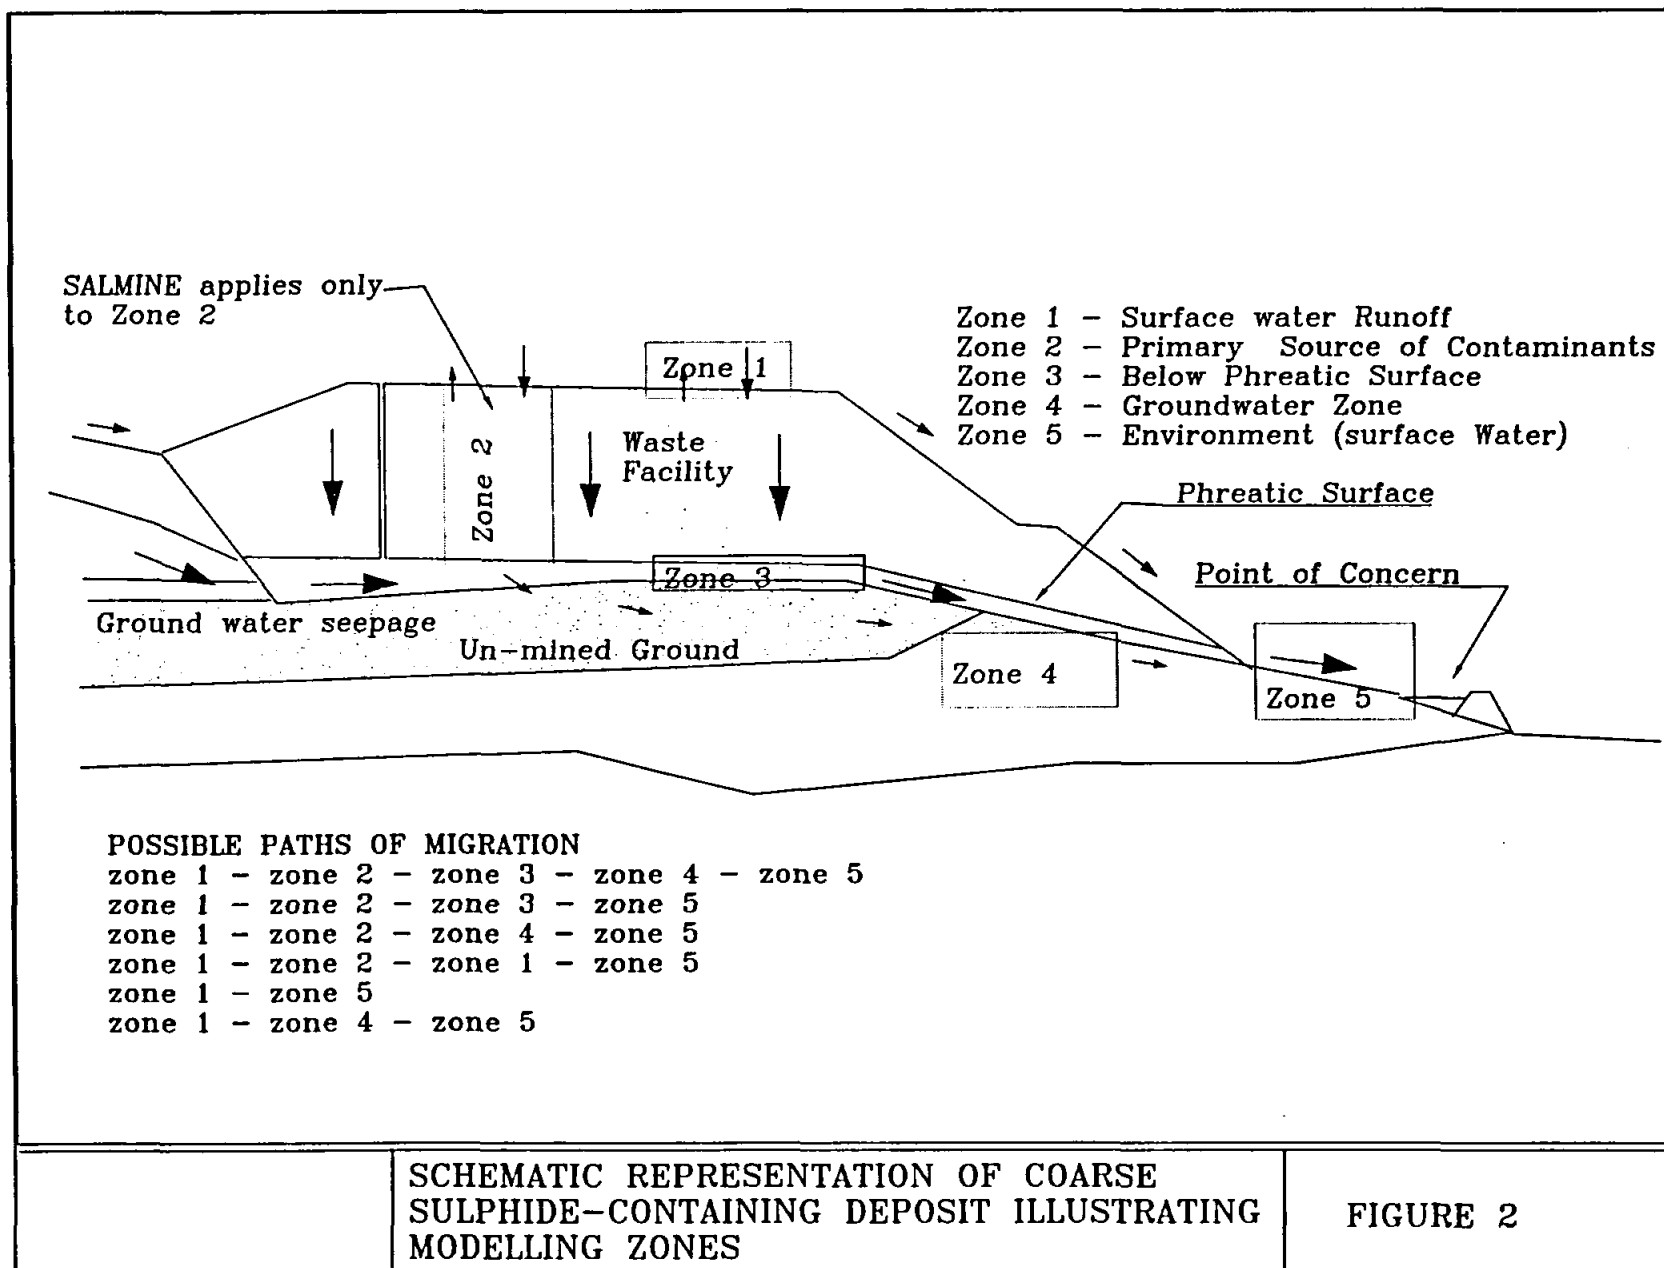 SALMINE applies only
to Zone 2
Zone 1 - Surface water Runoff
Zone 2 - Primary Source of Contaminants
Zone 3 - Below Phreatic Surface
Zone 4 - Groundwater Zone
Zone 5 - Environment (surface Water)
Zone 1
Zone 2
Waste
Facility
Phreatic Surface
Zone 3
Point of Concern
Ground water seepage
Un-mined Ground
Zone 4
Zone 5
POSSIBLE PATHS OF MIGRATION
zone 1 - zone 2 - zone 3 - zone 4 - zone 5
zone 1 - zone 2 - zone 3 - zone 5
zone 1 - zone 2 - zone 4 - zone 5
zone 1 - zone 2 - zone 1 - zone 5
zone 1 - zone 5
zone 1 - zone 4 - zone 5
SCHEMATIC REPRESENTATION OF COARSE
SULPHIDE-CONTAINING DEPOSIT ILLUSTRATING
MODELLING ZONES
FIGURE 2